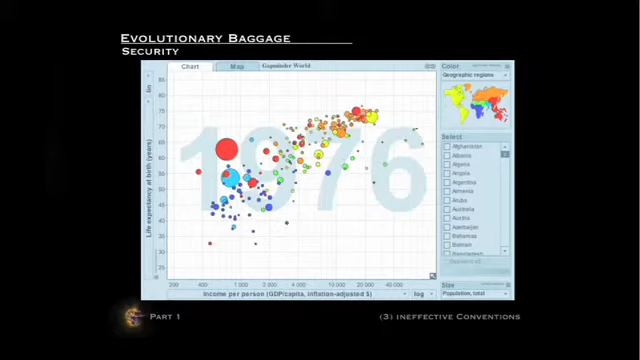 EVOLUTIONARY BAGGAGE
SECURITY
Chart
Map
Gapminder World
Color
Geographic regions
lin
85
80
75
70
65
60
55
50
45
40
35
30
25
Life expectancy at birth (years)
1976
Select
Afghanistan
Albania
Algeria
Angola
Argentina
Armenia
Aruba
Australia
Austria
Azerbaijan
Bahamas
Bahrain
Bangladesh
Deselect all
200
400
1 000
2 000
4 000
10 000
20 000
40 000
Income per person (GDP/capita, inflation-adjusted $)
log
Size
Population, total
PART 1
(3) INEFFECTIVE CONVENTIONS